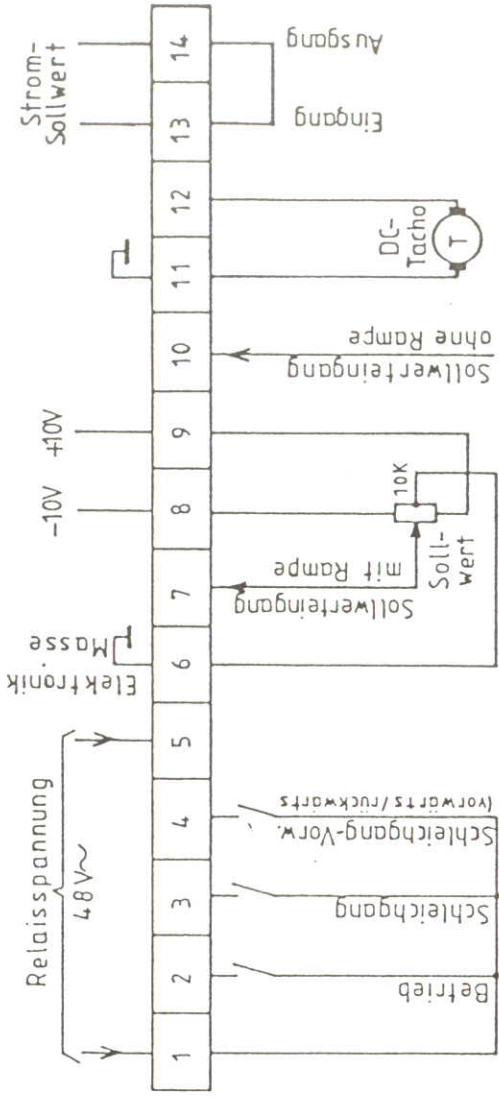 Relaisspannung
48V~
Elektronik
Masse
-10V
+10V
Strom-
Sollwert
1
2
3
4
5
6
7
8
9
10
11
12
13
14
Betrieb
Schleichgang
Schleichgang-Vorw.
(vorwärts/rückwärts
Sollwerteingang
mit Rampe
Soll-
wert
10K
Sollwerteingang
ohne Rampe
DC-
Tacho
T
Eingang
Ausgang